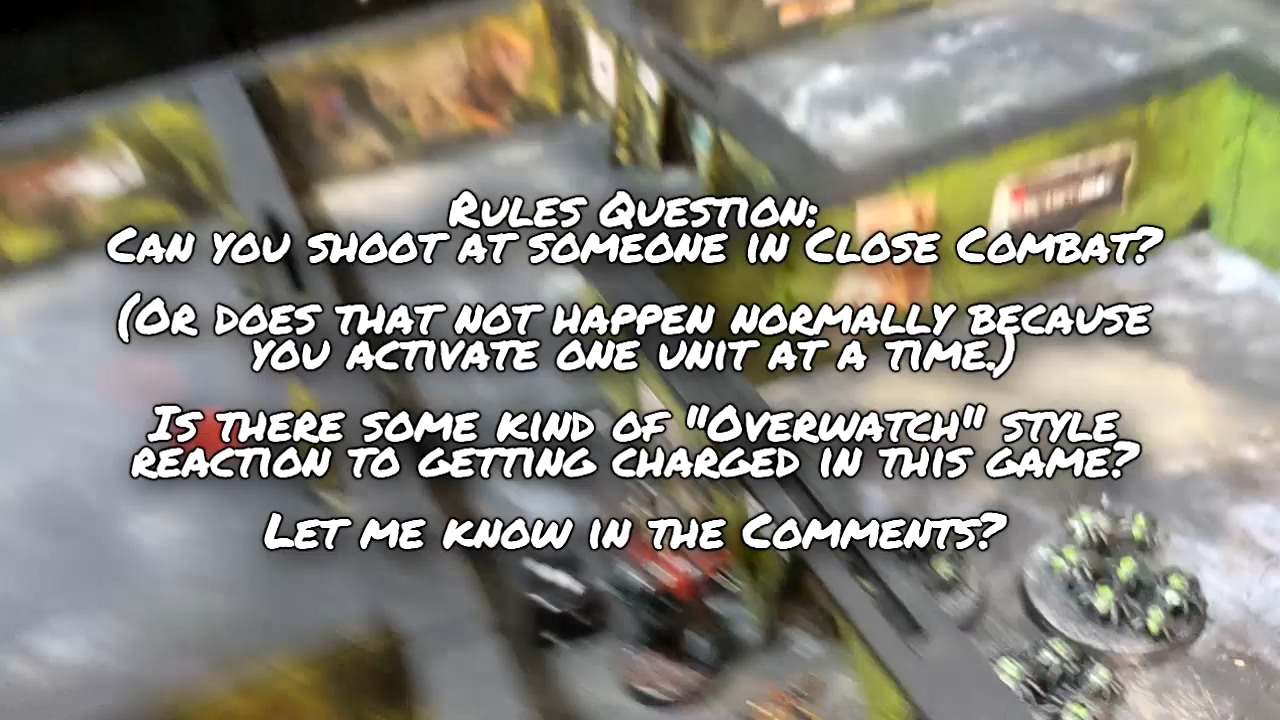 Rules Question:
Can you shoot at someone in Close Combat?
(Or does that not happen normally because
you activate one unit at a time.)
Is there some kind of "Overwatch" style
reaction to getting charged in this game?
Let me know in the Comments?